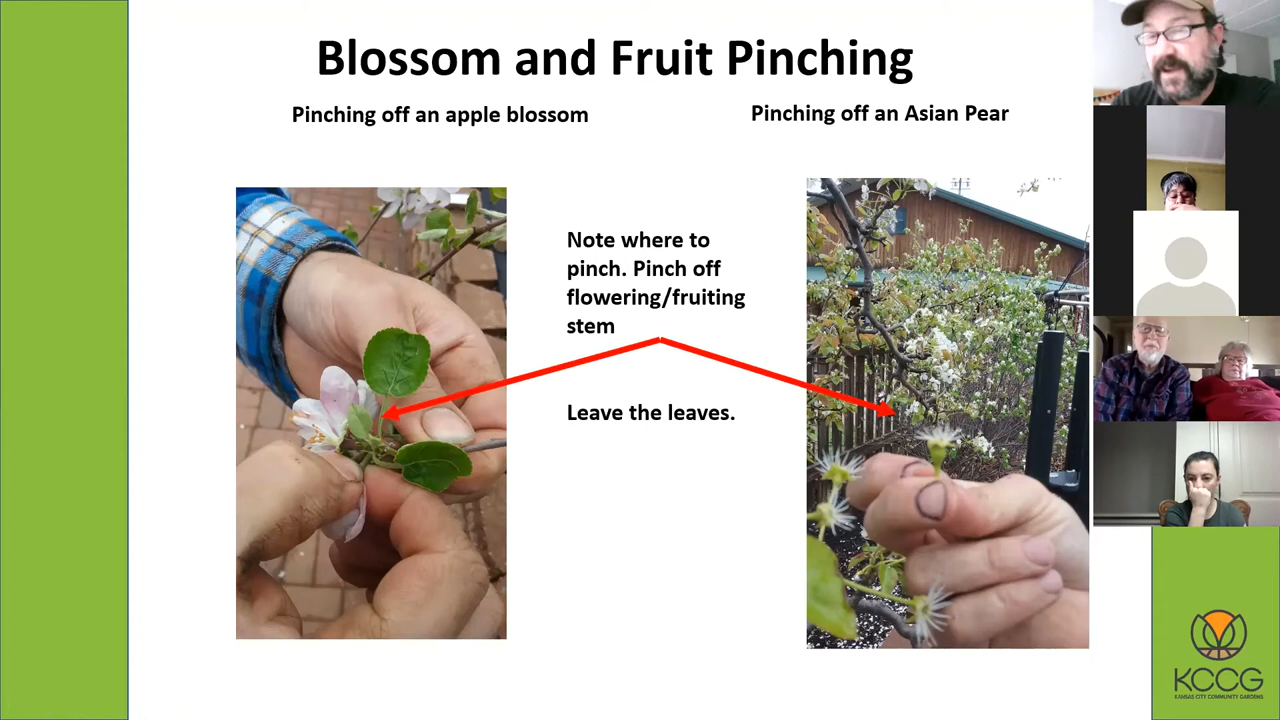 Blossom and Fruit Pinching
Pinching off an apple blossom
Pinching off an Asian Pear
Note where to
pinch. Pinch off
flowering/fruiting
stem
Leave the leaves.
KCCG
KANSAS CITY COMMUNITY GARDENS